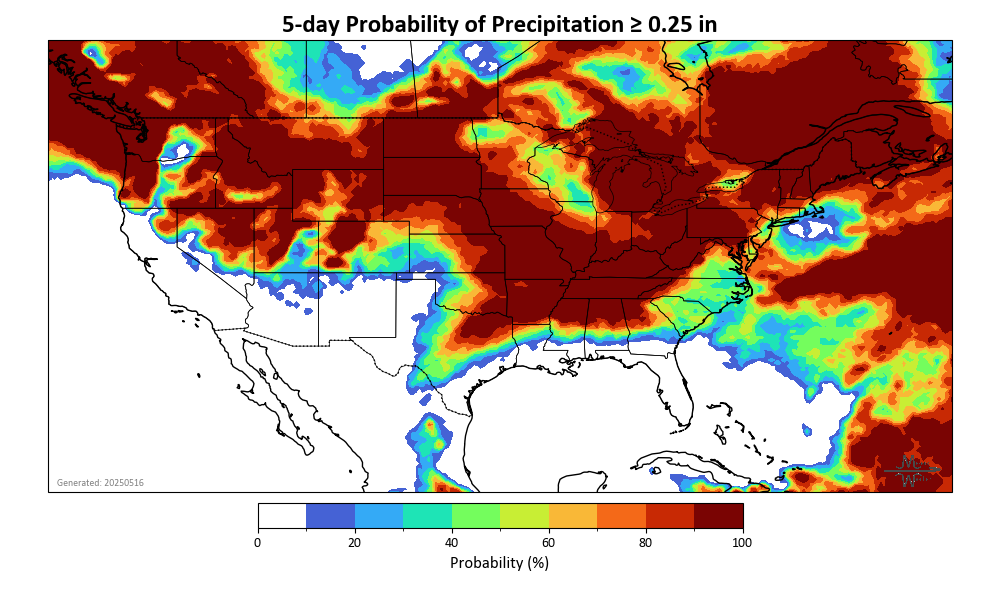 5-day Probability of Precipitation ≥ 0.25 in
Generated: 20250516
0 20 40 60 80 100
Probability (%)